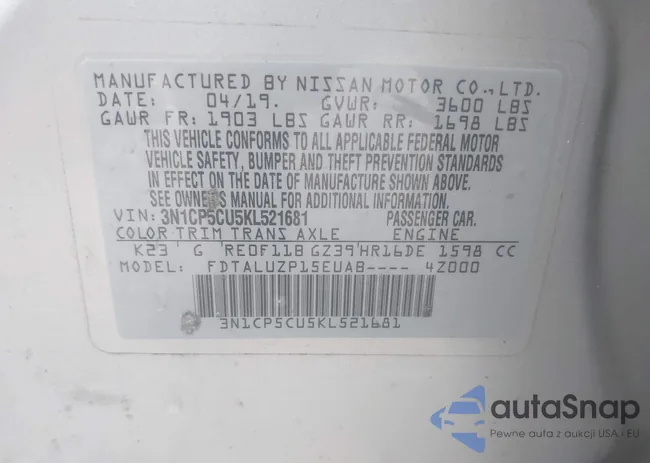 MANUFACTURED BY NISSAN MOTOR CO.,LTD.
DATE: 04/19. GVWR: 3600 LBS
GAWR FR: 1903 LBS GAWR RR: 1698 LBS
THIS VEHICLE CONFORMS TO ALL APPLICABLE FEDERAL MOTOR
VEHICLE SAFETY, BUMPER AND THEFT PREVENTION STANDARDS
IN EFFECT ON THE DATE OF MANUFACTURE SHOWN ABOVE.
SEE OWNERS MANUAL FOR ADDITIONAL INFORMATION.
VIN: 3N1CP5CU5KL521681 PASSENGER CAR.
COLOR TRIM TRANS AXLE ENGINE
K23 G RE0F11B GZ39 HR16DE 1598 CC
MODEL: FDTALUZP15EUAB---- 4Z000
3N1CP5CU5KL521681
autaSnap
Pewne auta z aukcji USA i EU